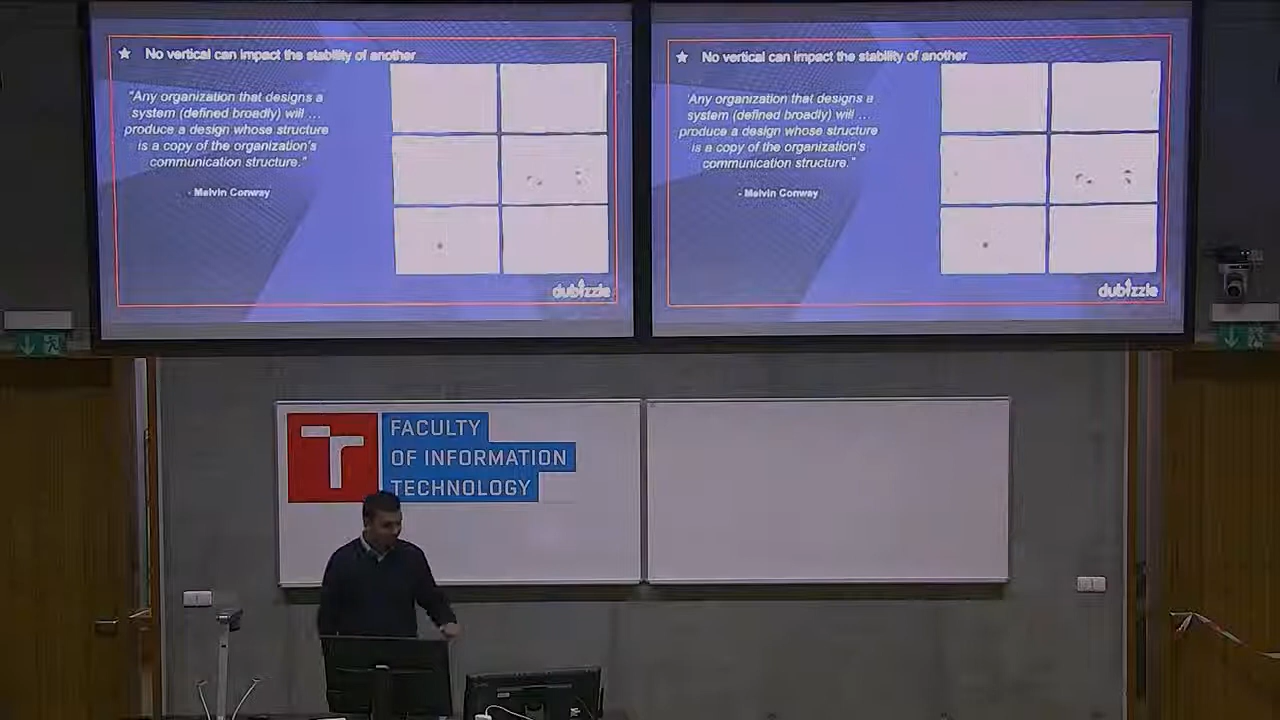 No vertical can impact the stability of another
"Any organization that designs a
system (defined broadly) will ...
produce a design whose structure
is a copy of the organization's
communication structure."
- Melvin Conway
dubizzle
No vertical can impact the stability of another
"Any organization that designs a
system (defined broadly) will ...
produce a design whose structure
is a copy of the organization's
communication structure."
- Melvin Conway
dubizzle
FACULTY
OF INFORMATION
TECHNOLOGY